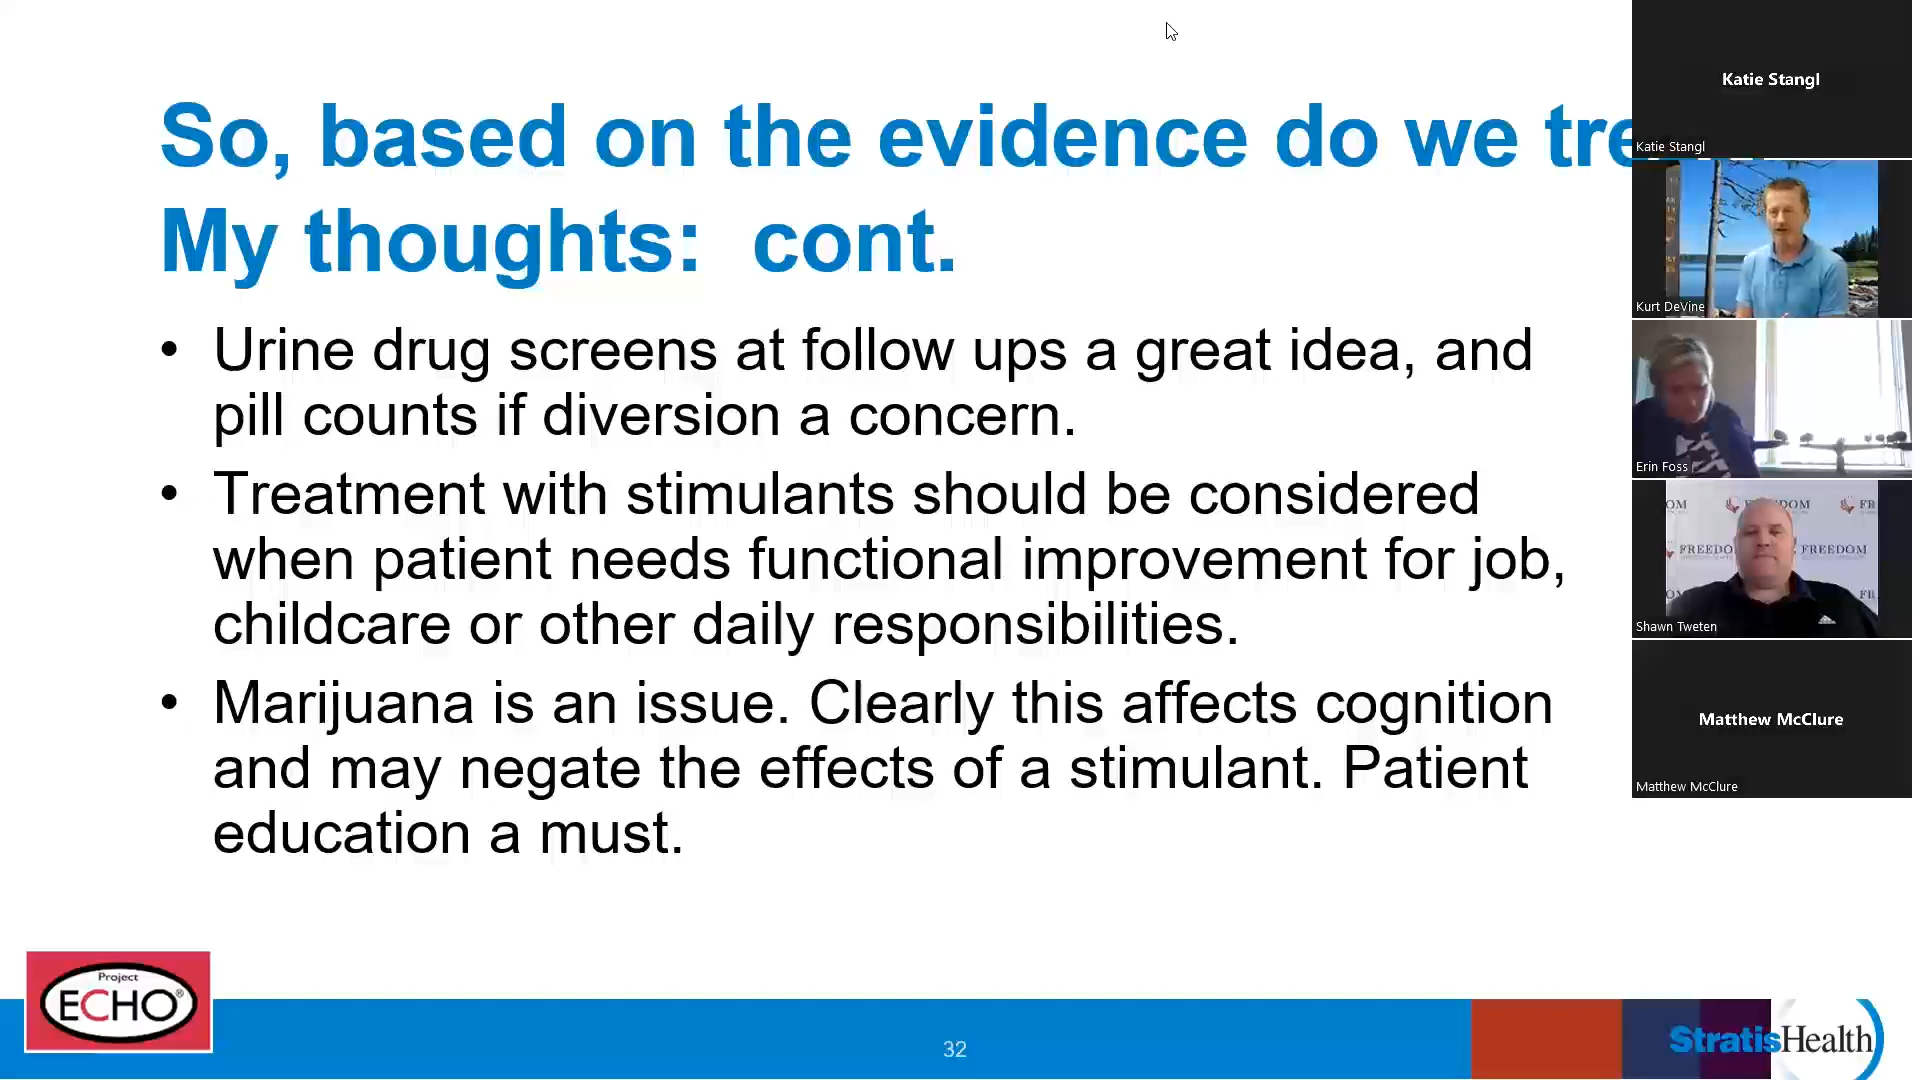 So, based on the evidence do we tre
My thoughts:  cont.
• Urine drug screens at follow ups a great idea, and
pill counts if diversion a concern.
• Treatment with stimulants should be considered
when patient needs functional improvement for job,
childcare or other daily responsibilities.
• Marijuana is an issue. Clearly this affects cognition
and may negate the effects of a stimulant. Patient
education a must.
Project
ECHO®
32
StratisHealth
Katie Stangl
Katie Stangl
Kurt DeVine
Erin Foss
OM FREEDOM FR
FREEDOM FREEDOM
Shawn Tweten
Matthew McClure
Matthew McClure